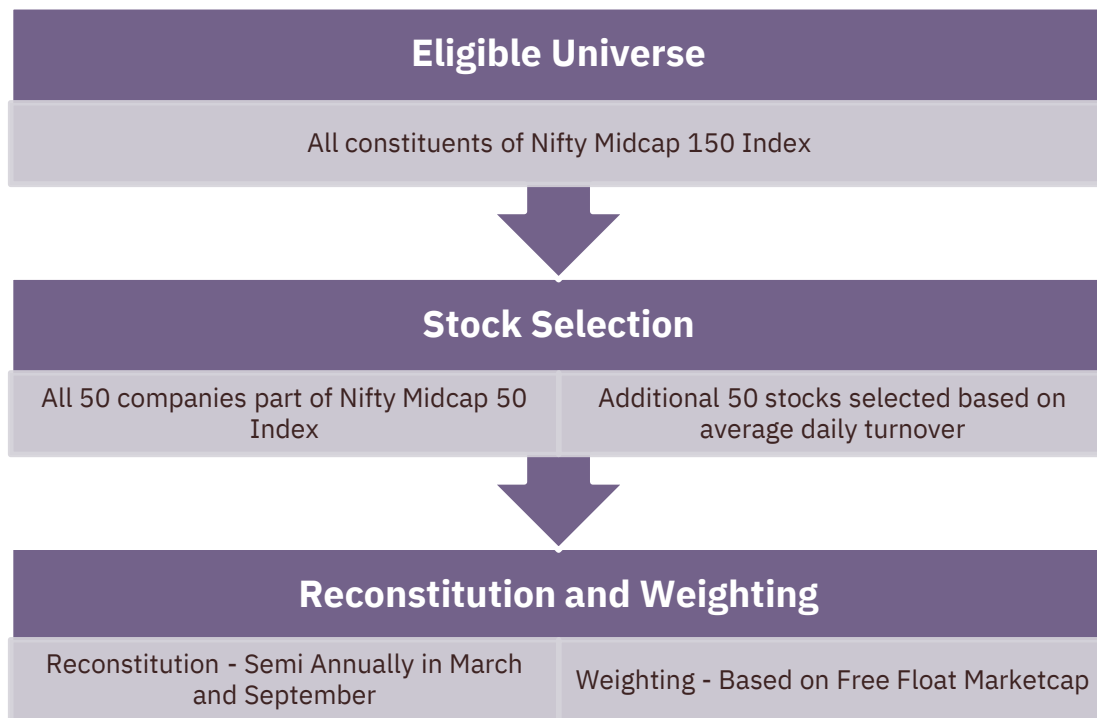 Eligible Universe
All constituents of Nifty Midcap 150 Index
Stock Selection
All 50 companies part of Nifty Midcap 50
Index
Additional 50 stocks selected based on
average daily turnover
Reconstitution and Weighting
Reconstitution - Semi Annually in March
and September
Weighting - Based on Free Float Marketcap